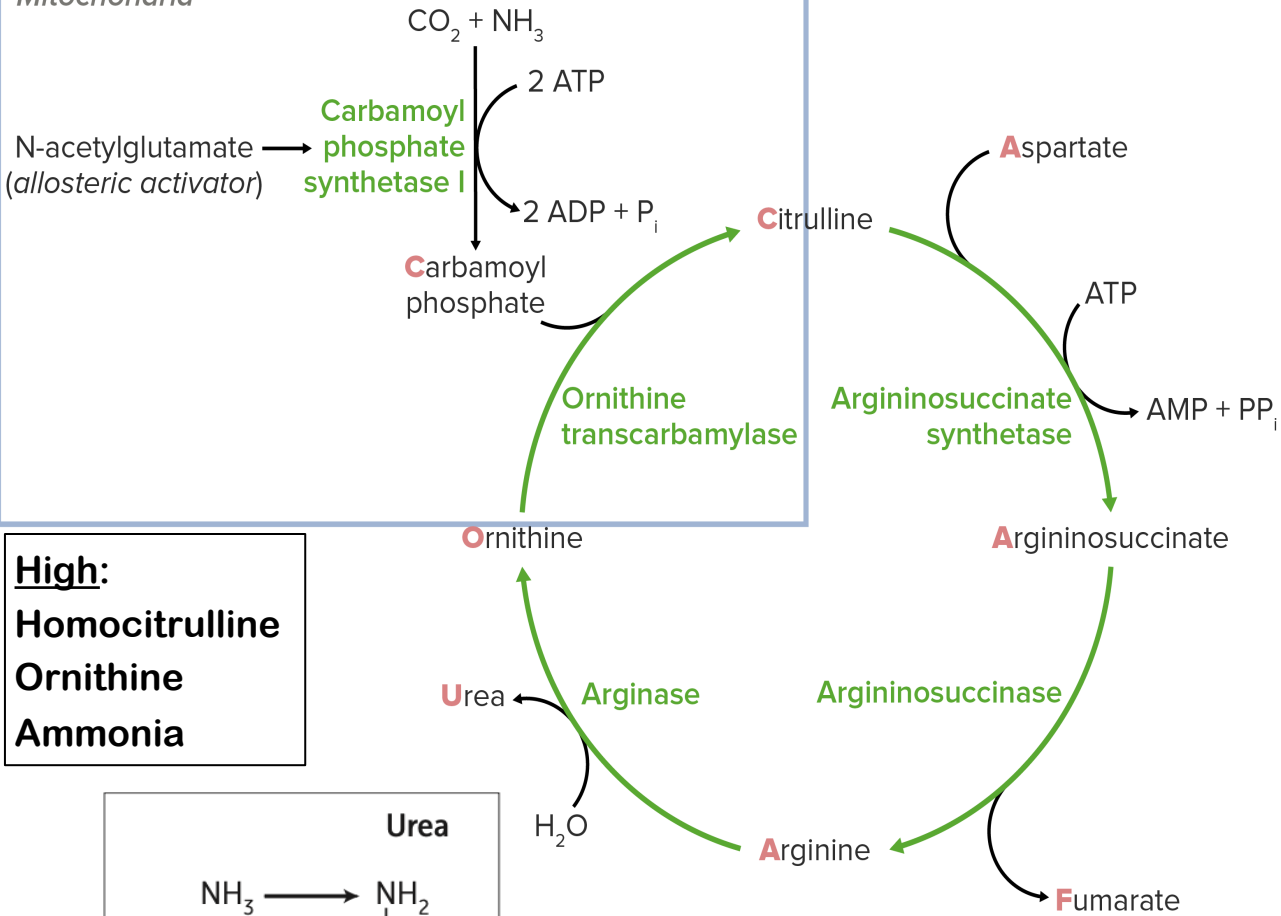 Mitochondria
CO2 + NH3
2 ATP
Carbamoyl
phosphate
synthetase I
N-acetylglutamate
(allosteric activator)
2 ADP + Pi
Carbamoyl
phosphate
Citrulline
Aspartate
ATP
AMP + PPi
Ornithine
transcarbamylase
Argininosuccinate
synthetase
Ornithine
Argininosuccinate
High:
Homocitrulline
Ornithine
Ammonia
Urea
Arginase
Argininosuccinase
H2O
Arginine
Fumarate
Urea
NH3
NH2